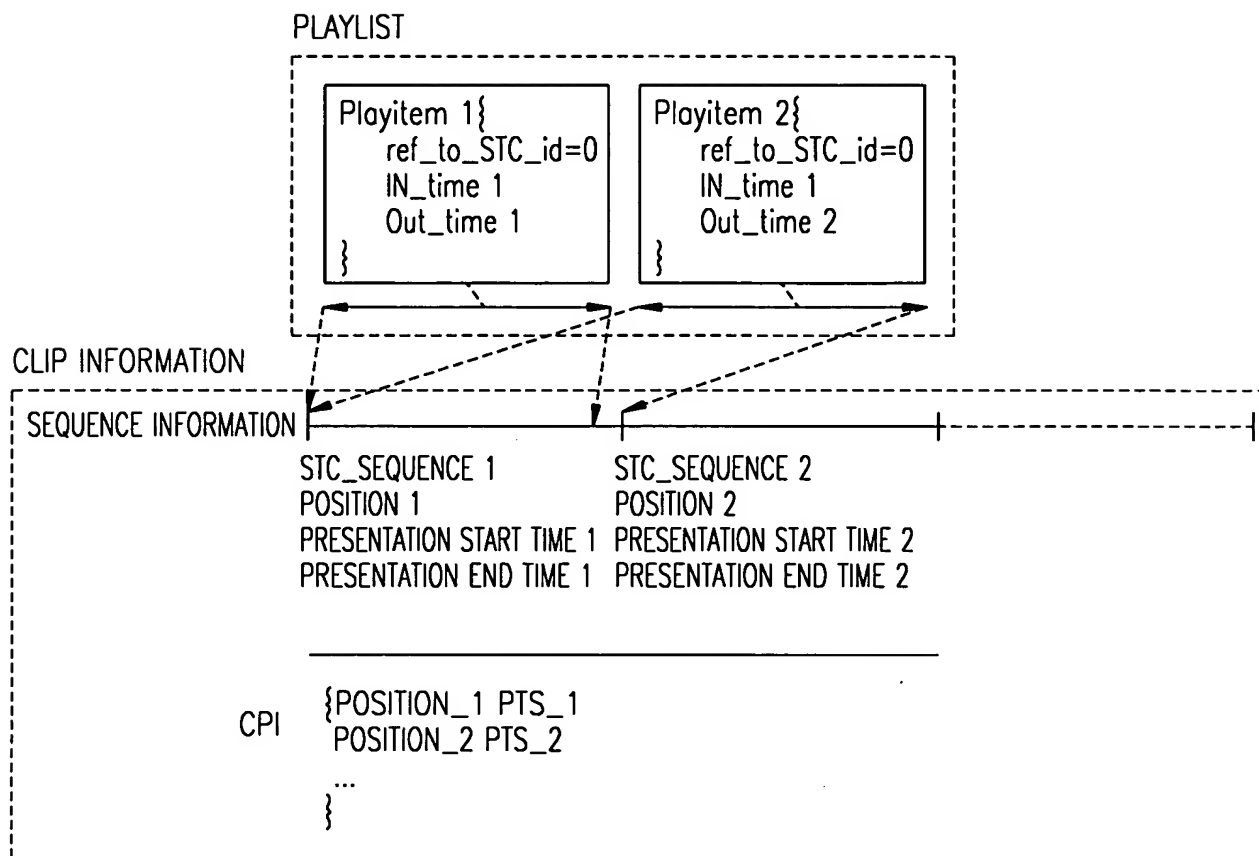 PLAYLIST
Playitem 1{
ref_to_STC_id=0
IN_time 1
Out_time 1
}
Playitem 2{
ref_to_STC_id=0
IN_time 1
Out_time 2
}
CLIP INFORMATION
SEQUENCE INFORMATION
STC_SEQUENCE 1
POSITION 1
PRESENTATION START TIME 1
PRESENTATION END TIME 1
STC_SEQUENCE 2
POSITION 2
PRESENTATION START TIME 2
PRESENTATION END TIME 2
CPI
{POSITION_1 PTS_1
POSITION_2 PTS_2
...
}